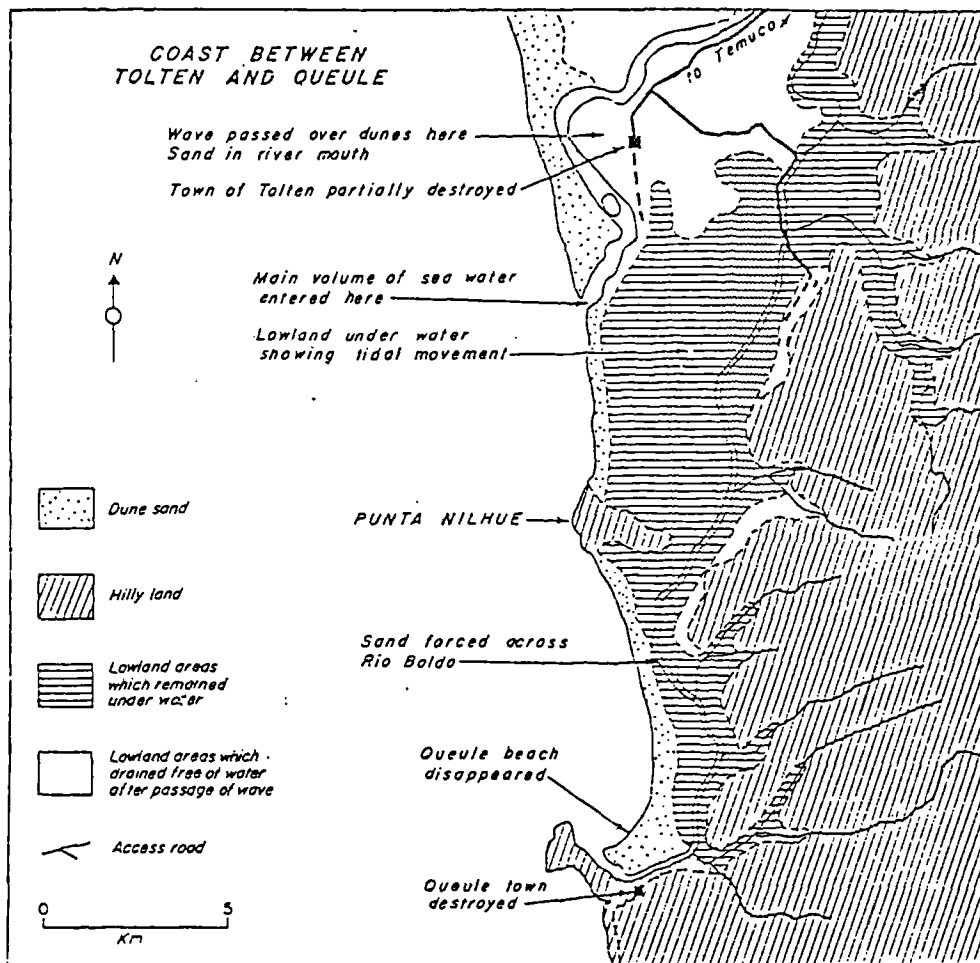 COAST BETWEEN
TOLTEN AND QUEULE
to Temuco
Wave passed over dunes here
Sand in river mouth
Town of Tolten partially destroyed
N
Main volume of sea water
entered here
Lowland under water
showing tidal movement
Dune sand
PUNTA NILHUE
Hilly land
Sand forced across
Rio Boldo
Lowland areas
which remained
under water
Queule beach
disappeared
Lowland areas which
drained free of water
after passage of wave
Access road
Queule town
destroyed
0 5
Km